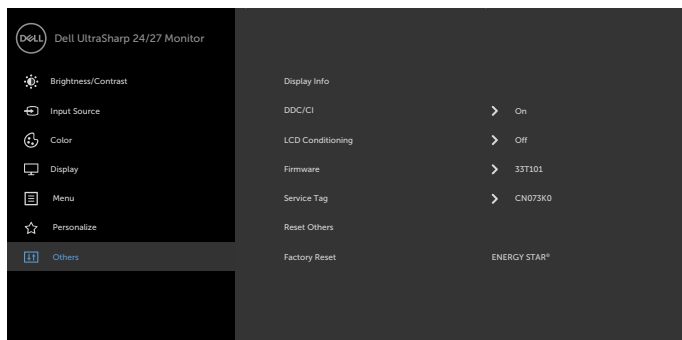 DELL Dell UltraSharp 24/27 Monitor
Brightness/Contrast Display Info
Input Source DDC/CI On
Color LCD Conditioning Off
Display Firmware 33T101
Menu Service Tag CN073K0
Personalize Reset Others
Others Factory Reset ENERGY STAR®